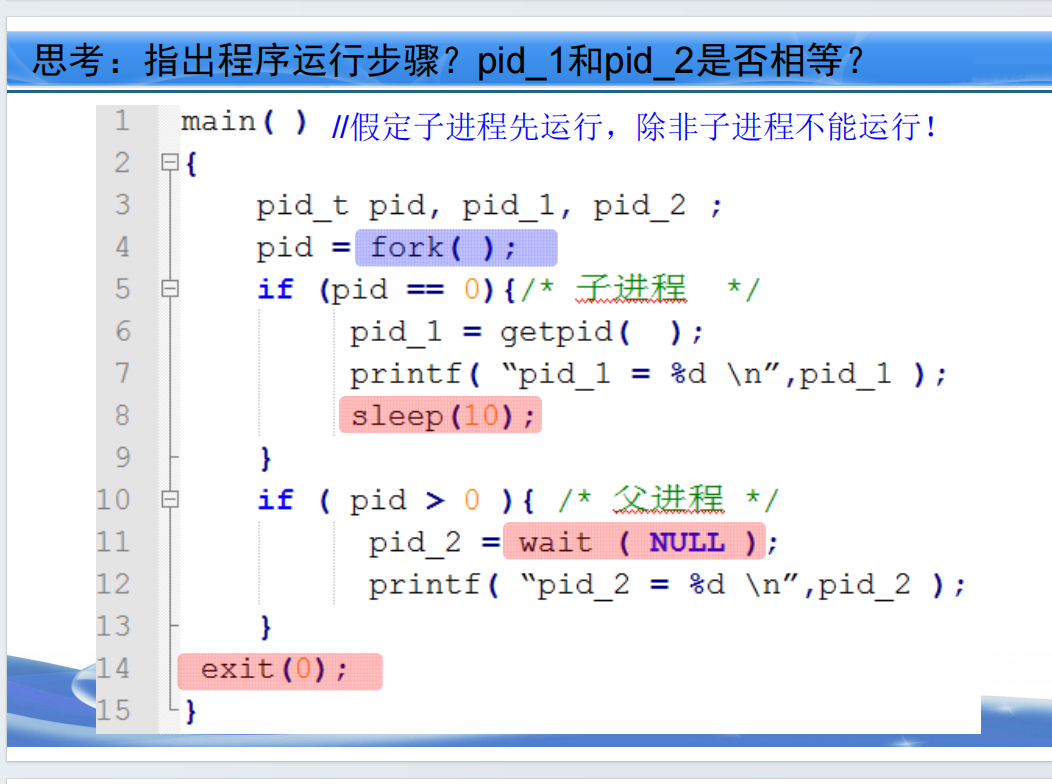 思考：指出程序运行步骤？pid_1和pid_2是否相等？
1 main( ) //假定子进程先运行，除非子进程不能运行！
2 {
3 pid_t pid, pid_1, pid_2 ;
4 pid = fork( );
5 if (pid == 0){/* 子进程 */
6 pid_1 = getpid( );
7 printf( “pid_1 = %d \n”,pid_1 );
8 sleep(10);
9 }
10 if ( pid > 0 ){ /* 父进程 */
11 pid_2 = wait ( NULL );
12 printf( “pid_2 = %d \n”,pid_2 );
13 }
14 exit(0);
15 }